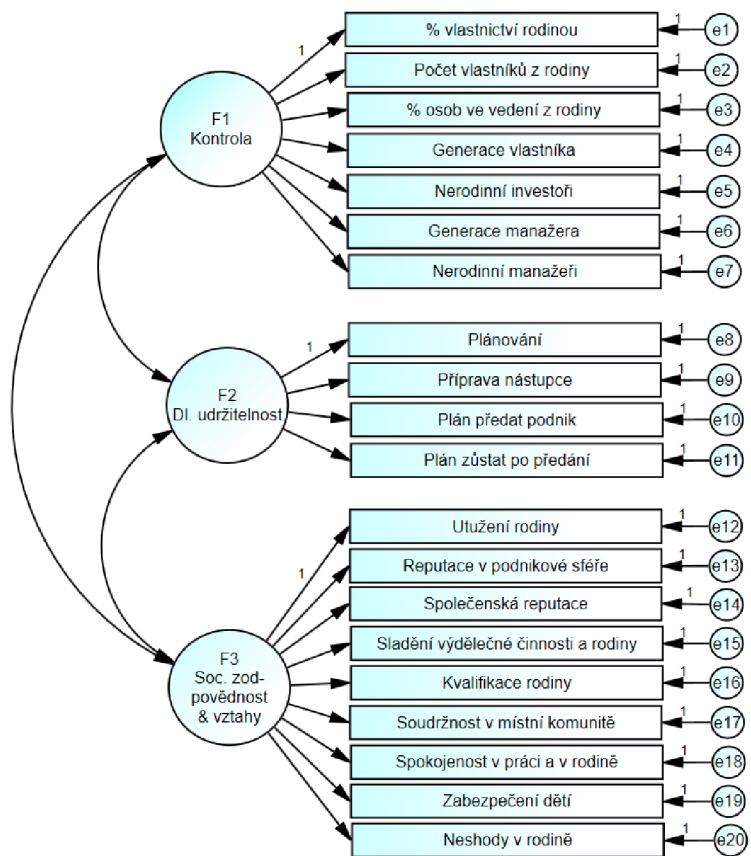 1
% vlastnictví rodinou
1
e1
Počet vlastníků z rodiny
1
e2
% osob ve vedení z rodiny
1
e3
F1
Kontrola
Generace vlastníka
1
e4
Nerodinní investoři
1
e5
Generace manažera
1
e6
Nerodinní manažeři
1
e7
1
Plánování
1
e8
Příprava nástupce
1
e9
F2
Dl. udržitelnost
Plán předat podnik
1
e10
Plán zůstat po předání
1
e11
1
Utužení rodiny
1
e12
Reputace v podnikové sféře
1
e13
Společenská reputace
1
e14
Sladění výdělečné činnosti a rodiny
1
e15
F3
Soc. zod-
povědnost
& vztahy
Kvalifikace rodiny
1
e16
Soudržnost v místní komunitě
1
e17
Spokojenost v práci a v rodině
1
e18
Zabezpečení dětí
1
e19
Neshody v rodině
1
e20